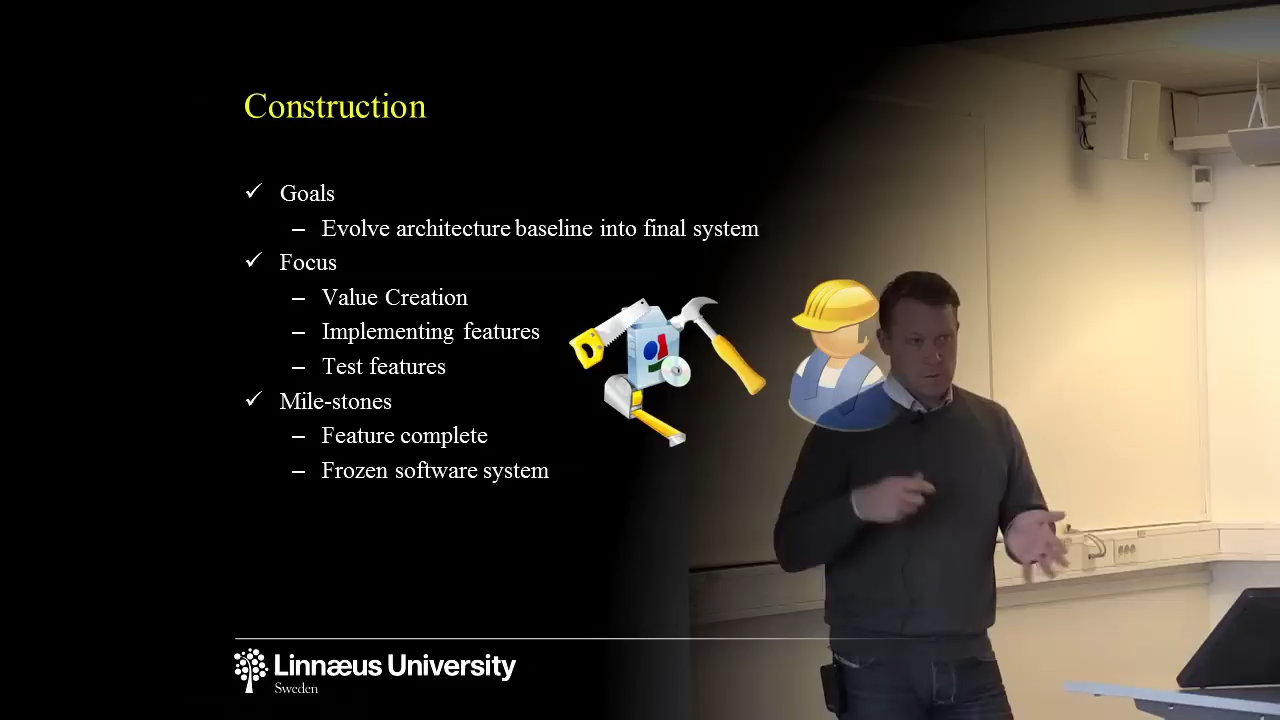 Construction
✓ Goals
– Evolve architecture baseline into final system
✓ Focus
– Value Creation
– Implementing features
– Test features
✓ Mile-stones
– Feature complete
– Frozen software system
Linnæus University
Sweden